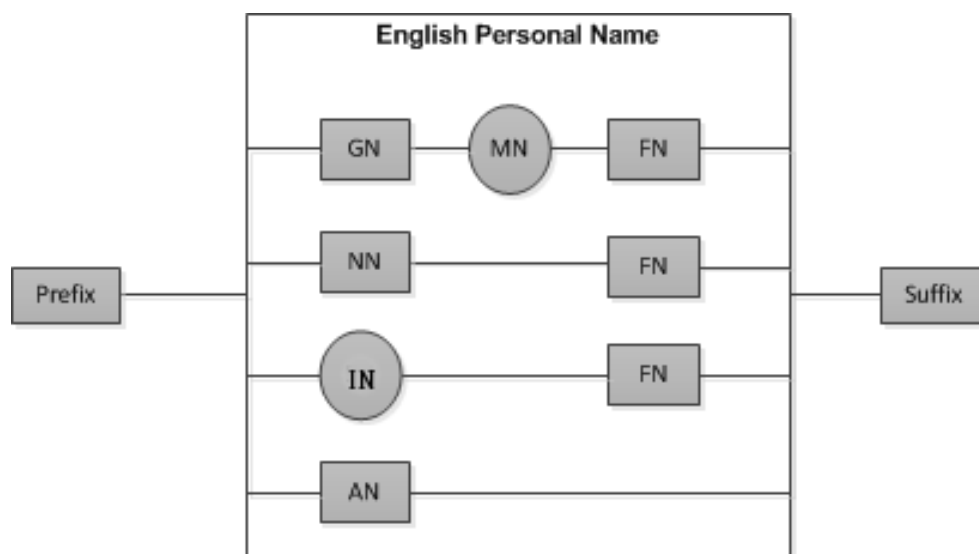 English Personal Name
GN MN FN
NN FN
Prefix Suffix
IN FN
AN